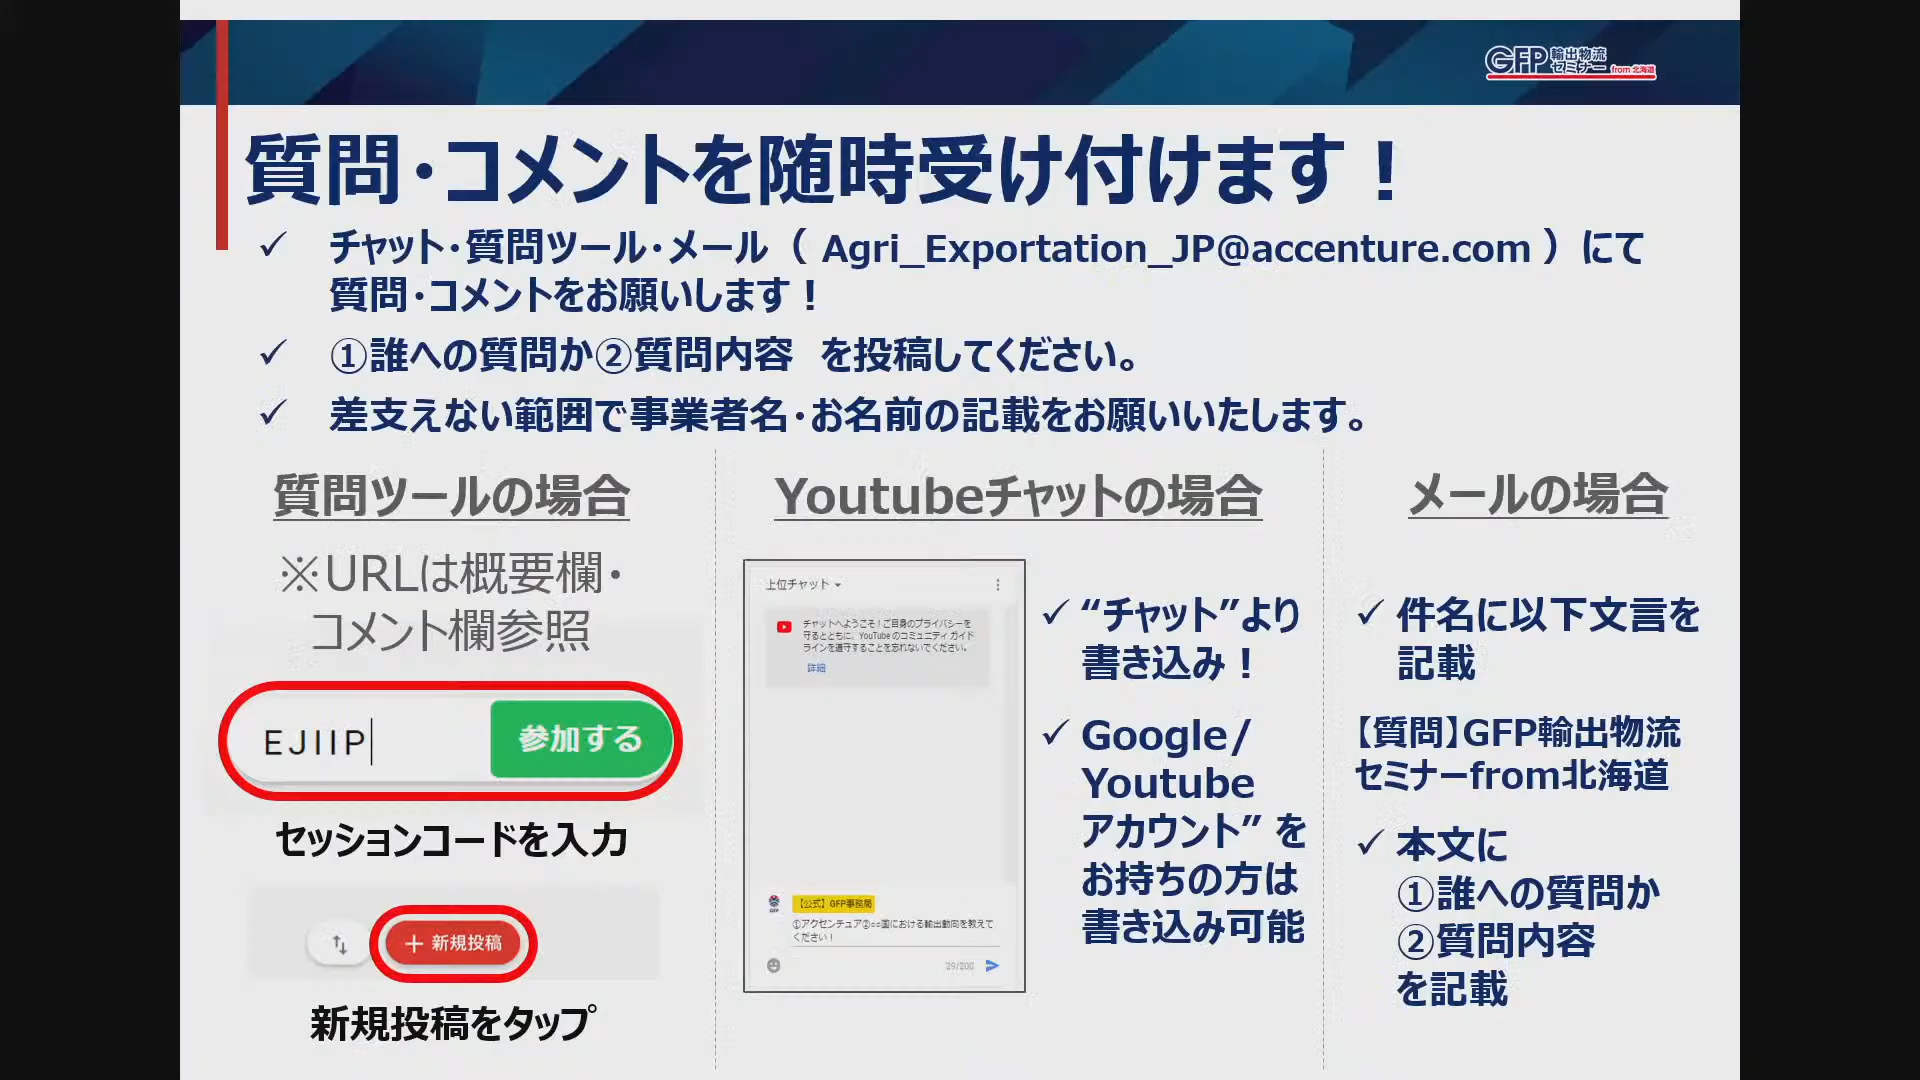 GFP 輸出物流
セミナー from 北海道
質問・コメントを随時受け付けます！
✓ チャット・質問ツール・メール（ Agri_Exportation_JP@accenture.com ）にて
質問・コメントをお願いします！
✓ ①誰への質問か②質問内容 を投稿してください。
✓ 差支えない範囲で事業者名・お名前の記載をお願いいたします。
質問ツールの場合
※URLは概要欄・
コメント欄参照
EJIIP
参加する
セッションコードを入力
＋ 新規投稿
新規投稿をタップ
Youtubeチャットの場合
上位チャット
チャットへようこそ！ご自身のプライバシーを
守るとともに、YouTube のコミュニティ ガイド
ラインを遵守することを忘れないでください。
詳細
【公式】GFP事務局
①アクセンチュア②○○国における輸出動向を教えて
ください！
29/200
✓ “チャット”より
書き込み！
✓ Google/
Youtube
アカウント” を
お持ちの方は
書き込み可能
メールの場合
✓ 件名に以下文言を
記載
【質問】GFP輸出物流
セミナーfrom北海道
✓ 本文に
①誰への質問か
②質問内容
を記載